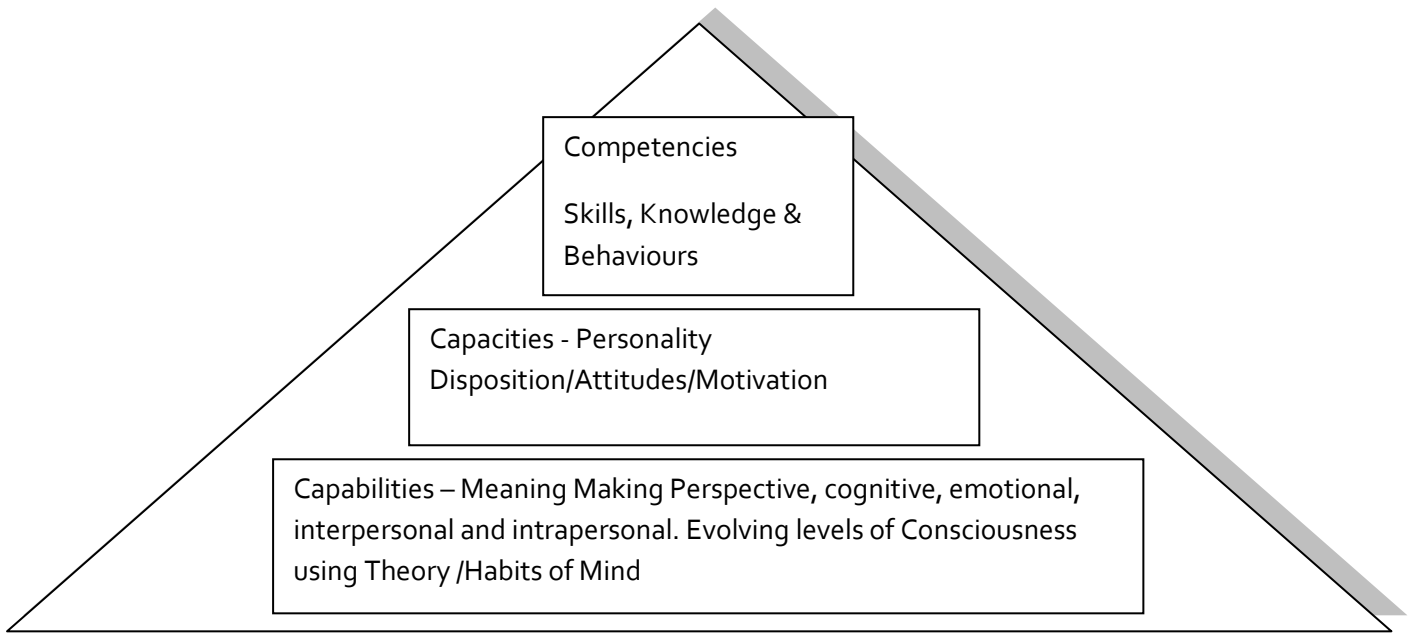 Competencies
Skills, Knowledge &
Behaviours
Capacities - Personality
Disposition/Attitudes/Motivation
Capabilities – Meaning Making Perspective, cognitive, emotional,
interpersonal and intrapersonal. Evolving levels of Consciousness
using Theory /Habits of Mind